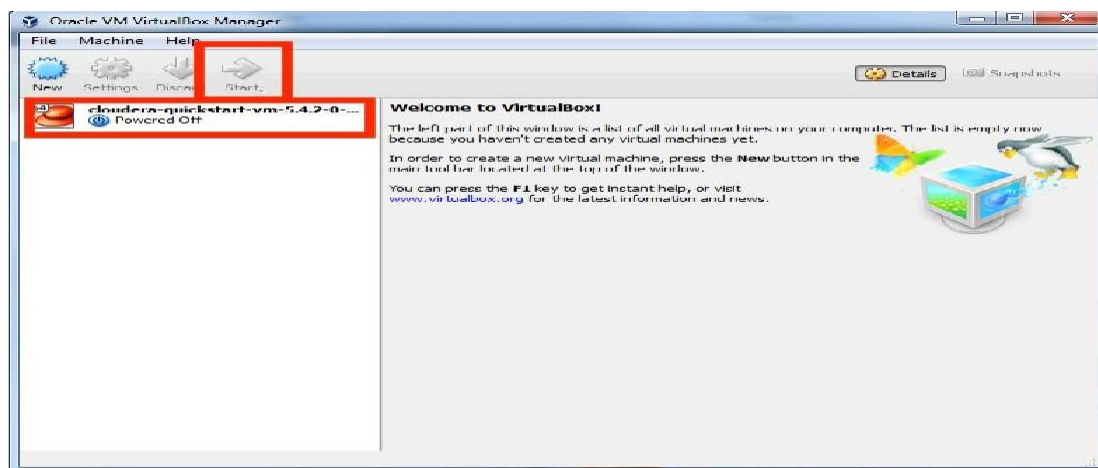 Oracle VM VirtualBox Manager
File Machine Help
New Settings Discard Start
Details Snapshots
cloudera-quickstart-vm-5.4.2-0-...
Powered Off
Welcome to VirtualBox!
The left part of this window is a list of all virtual machines on your computer. The list is empty now
because you haven't created any virtual machines yet.
In order to create a new virtual machine, press the New button in the
main tool bar located at the top of the window.
You can press the F1 key to get instant help, or visit
www.virtualbox.org for the latest information and news.